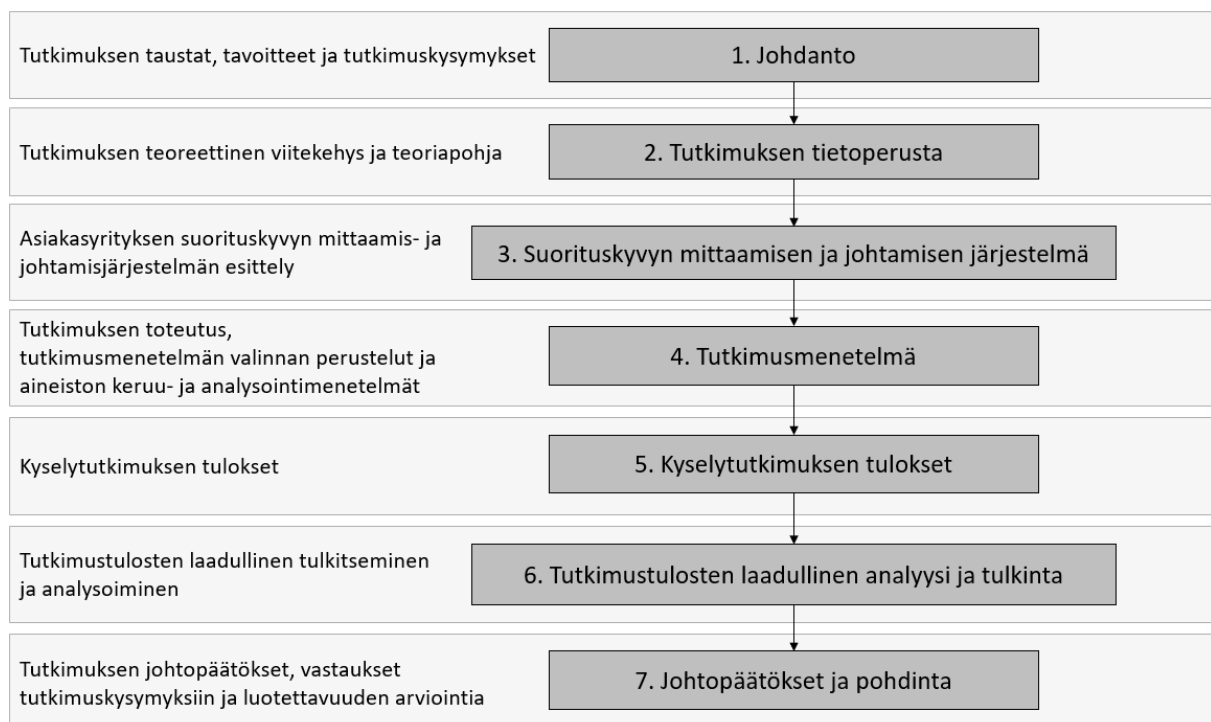 Tutkimuksen taustat, tavoitteet ja tutkimuskysymykset
1. Johdanto
Tutkimuksen teoreettinen viitekehys ja teoriapohja
2. Tutkimuksen tietoperusta
Asiakasyrityksen suorituskyvyn mittaamis- ja
johtamisjärjestelmän esittely
3. Suorituskyvyn mittaamisen ja johtamisen järjestelmä
Tutkimuksen toteutus,
tutkimusmenetelmän valinnan perustelut ja
aineiston keruu- ja analysointimenetelmät
4. Tutkimusmenetelmä
Kyselytutkimuksen tulokset
5. Kyselytutkimuksen tulokset
Tutkimustulosten laadullinen tulkitseminen
ja analysoiminen
6. Tutkimustulosten laadullinen analyysi ja tulkinta
Tutkimuksen johtopäätökset, vastaukset
tutkimuskysymyksiin ja luotettavuuden arviointia
7. Johtopäätökset ja pohdinta